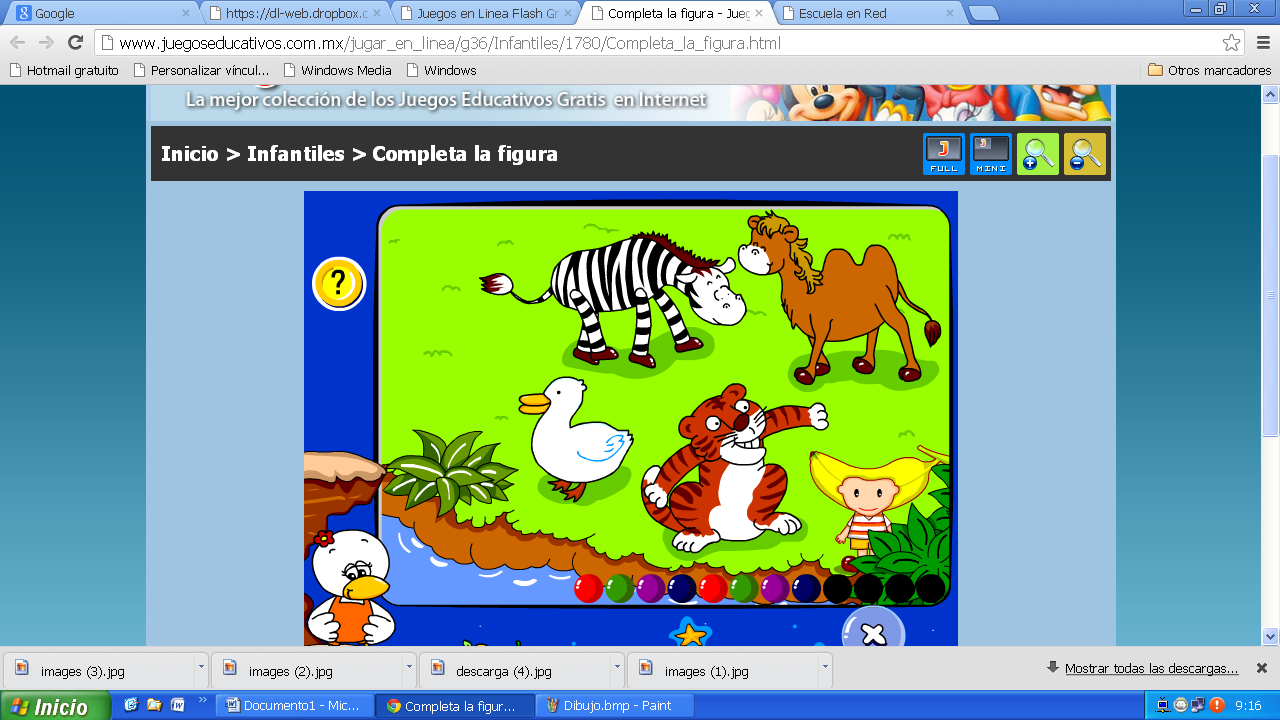 Google
https://dl-web.dropbox.c
Juegos en Linea Flash Gr
Completa la figura - Jueg
Escuela en Red
www.juegoseducativos.com.mx/jugar_en_linea/g36/Infantiles_1780/Completa_la_figura.html
Hotmail gratuito
Personalizar víncul...
Windows Media
Windows
Otros marcadores
La mejor colección de los Juegos Educativos Gratis en Internet
Inicio > Infantiles > Completa la figura
FULL
MINI
?
images (3).jpg
images (2).jpg
descarga (4).jpg
images (1).jpg
Mostrar todas las descargas...
Inicio
Documento1 - Mic...
Completa la figur...
Dibujo.bmp - Paint
9:16